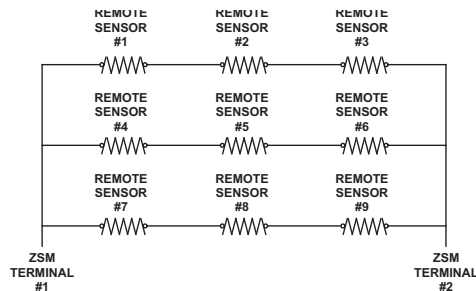 REMOTE REMOTE REMOTE
SENSOR SENSOR SENSOR
#1 #2 #3
REMOTE REMOTE REMOTE
SENSOR SENSOR SENSOR
#4 #5 #6
REMOTE REMOTE REMOTE
SENSOR SENSOR SENSOR
#7 #8 #9
ZSM ZSM
TERMINAL TERMINAL
#1 #2